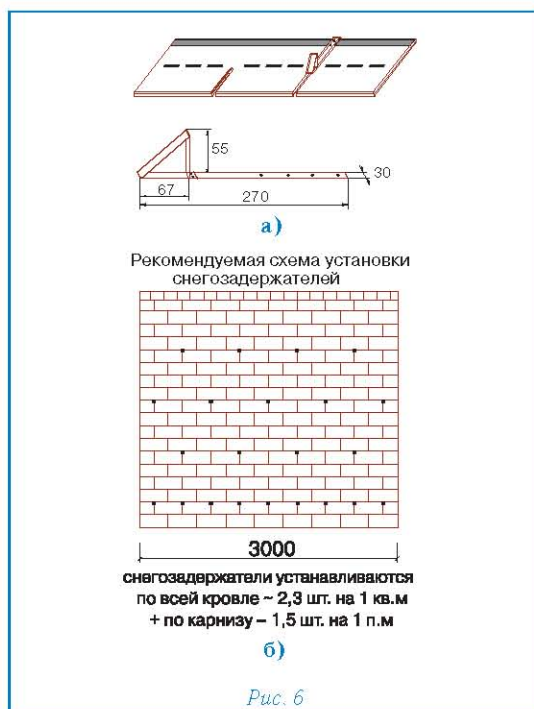 55
30
67
270
а)
Рекомендуемая схема установки
снегозадержателей
3000
снегозадержатели устанавливаются
по всей кровле ~ 2,3 шт. на 1 кв.м
+ по карнизу – 1,5 шт. на 1 п.м
б)
Рис. 6